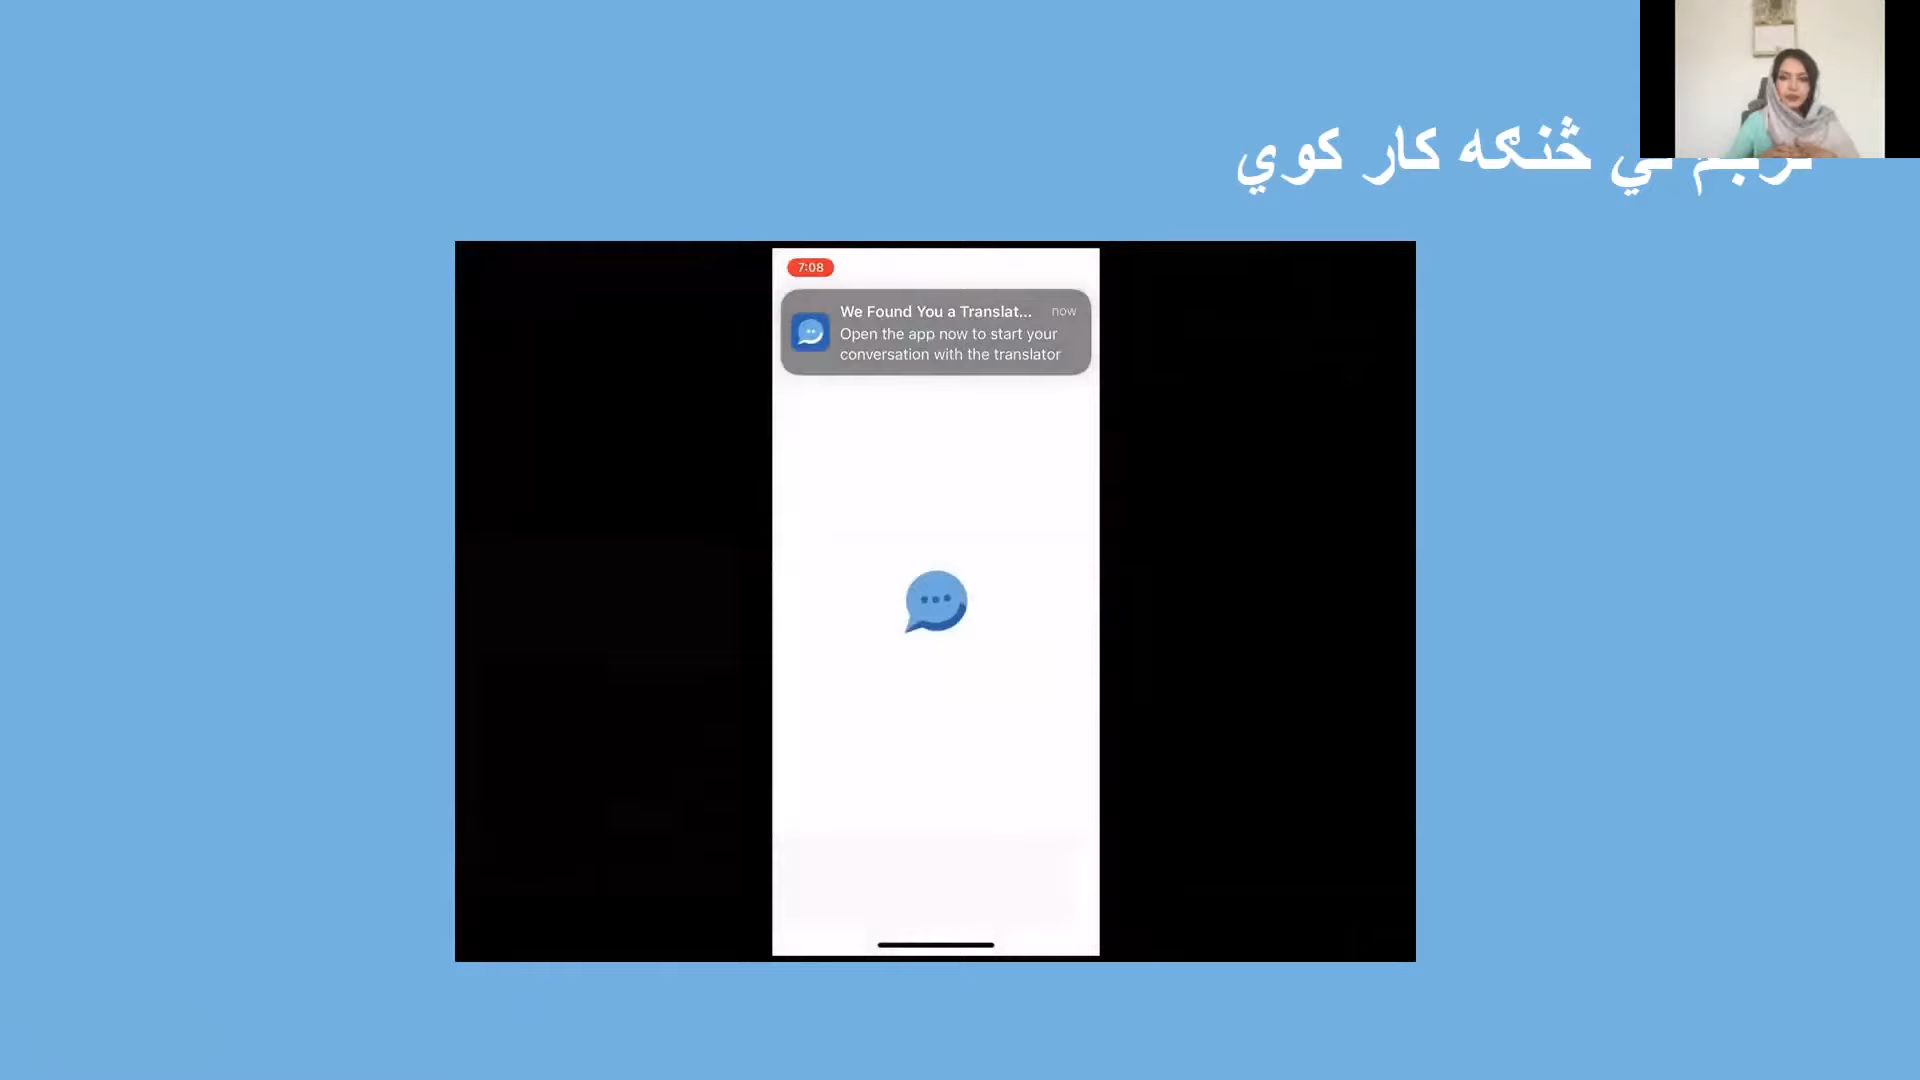 څنګه کار کوي
7:08
We Found You a Translat... now
Open the app now to start your
conversation with the translator